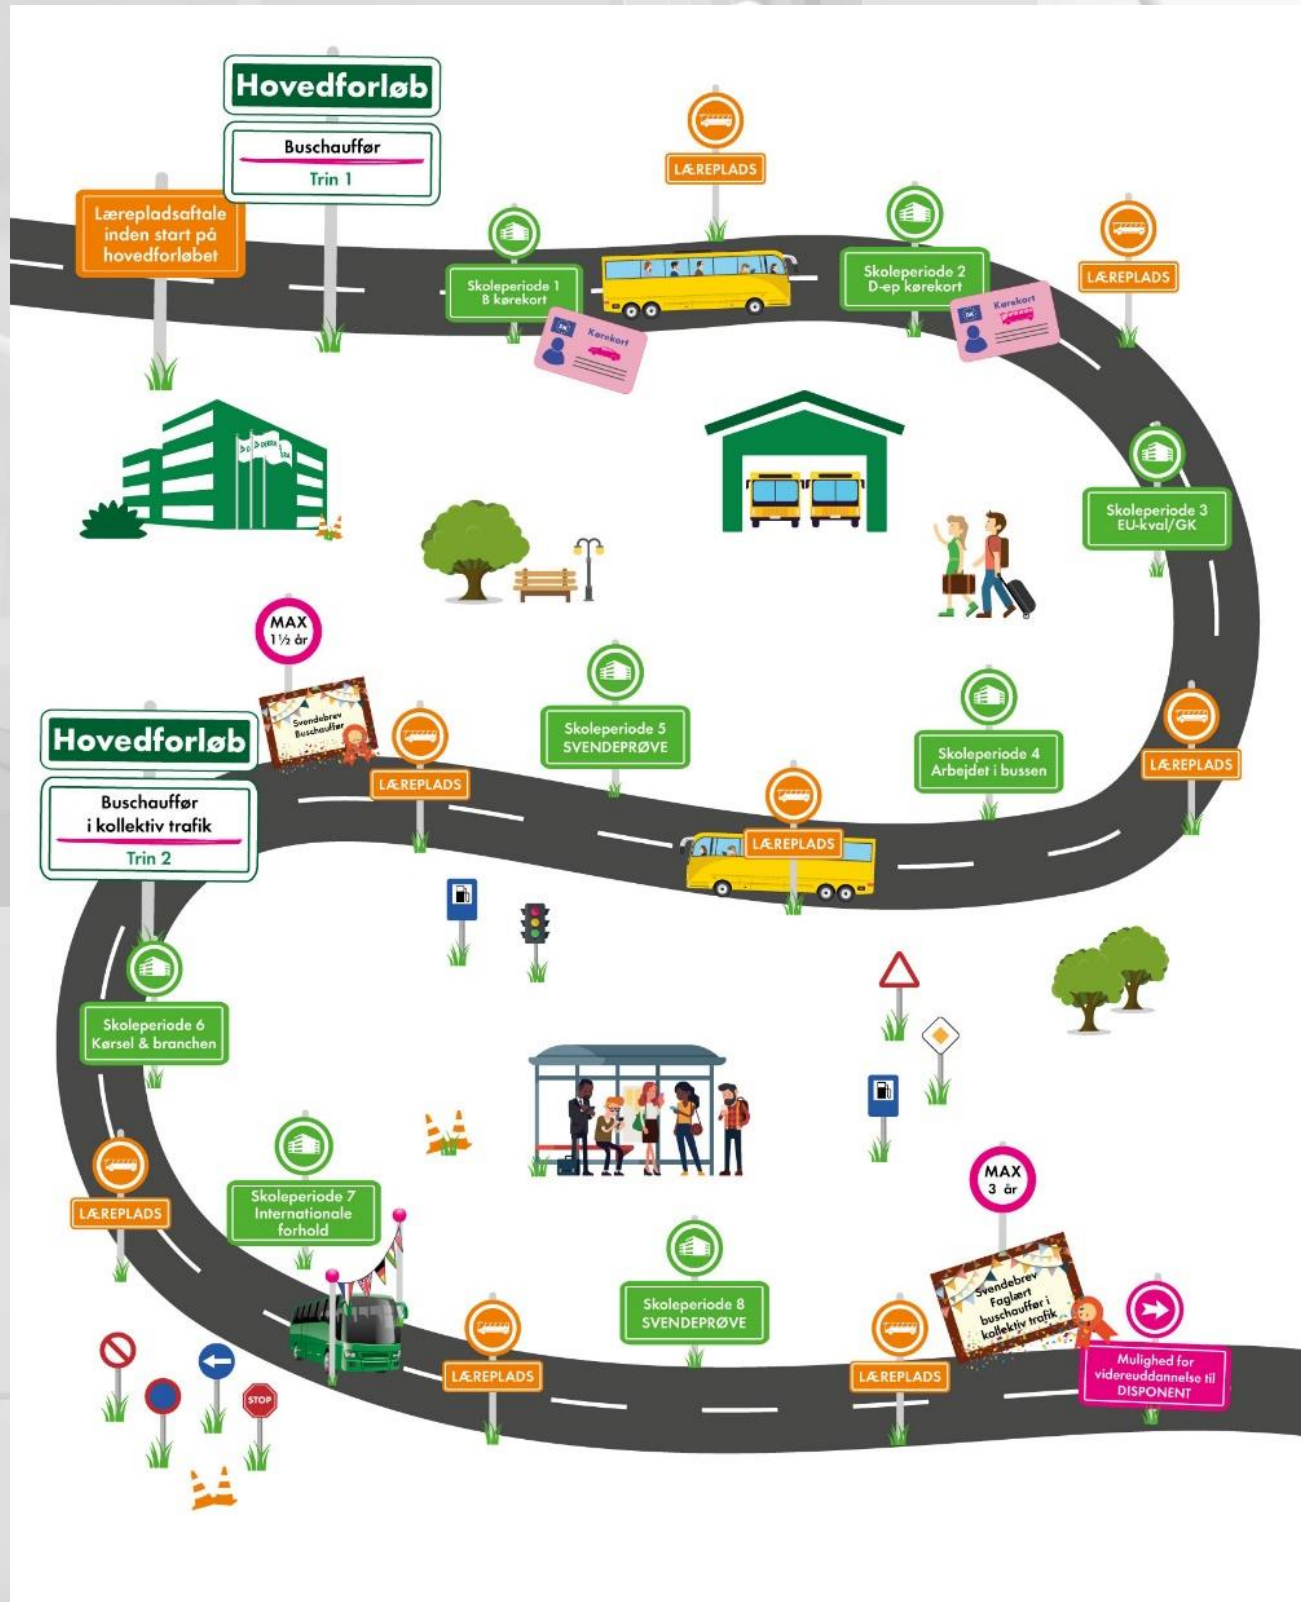 Hovedforløb
Buschauffør
Trin 1
Lærepladsaftale
inden start på
hovedforløbet
Skoleperiode 1
B kørekort
Kørekort
LÆREPLADS
Skoleperiode 2
D-ep kørekort
Kørekort
LÆREPLADS
Skoleperiode 3
EU-kval/GK
LÆREPLADS
Skoleperiode 4
Arbejdet i bussen
LÆREPLADS
Skoleperiode 5
SVENDEPRØVE
LÆREPLADS
MAX
1½ år
Svendebrev
Buschauffør
Hovedforløb
Buschauffør
i kollektiv trafik
Trin 2
Skoleperiode 6
Kørsel & branchen
LÆREPLADS
Skoleperiode 7
Internationale
forhold
LÆREPLADS
Skoleperiode 8
SVENDEPRØVE
LÆREPLADS
MAX
3 år
Svendebrev
Faglært
buschauffør i
kollektiv trafik
Mulighed for
videreuddannelse til
DISPONENT
STOP